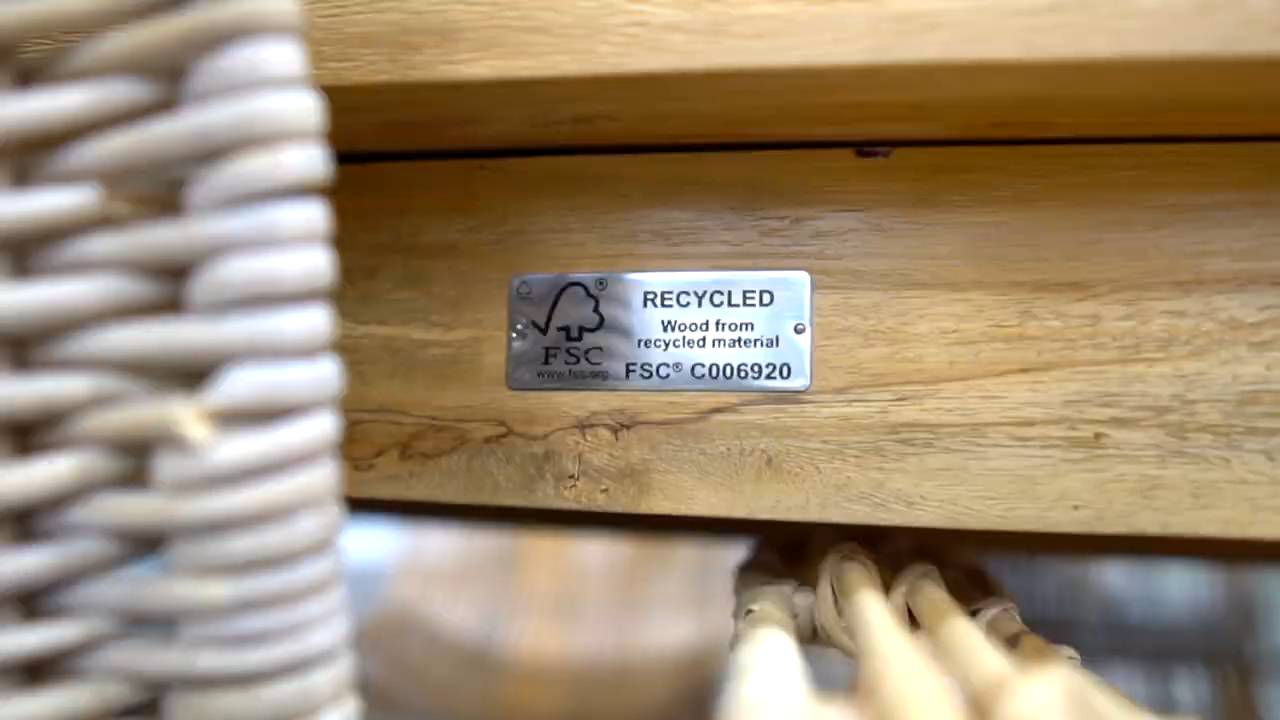 ®
RECYCLED
Wood from
recycled material
FSC
www.fsc.org
FSC® C006920